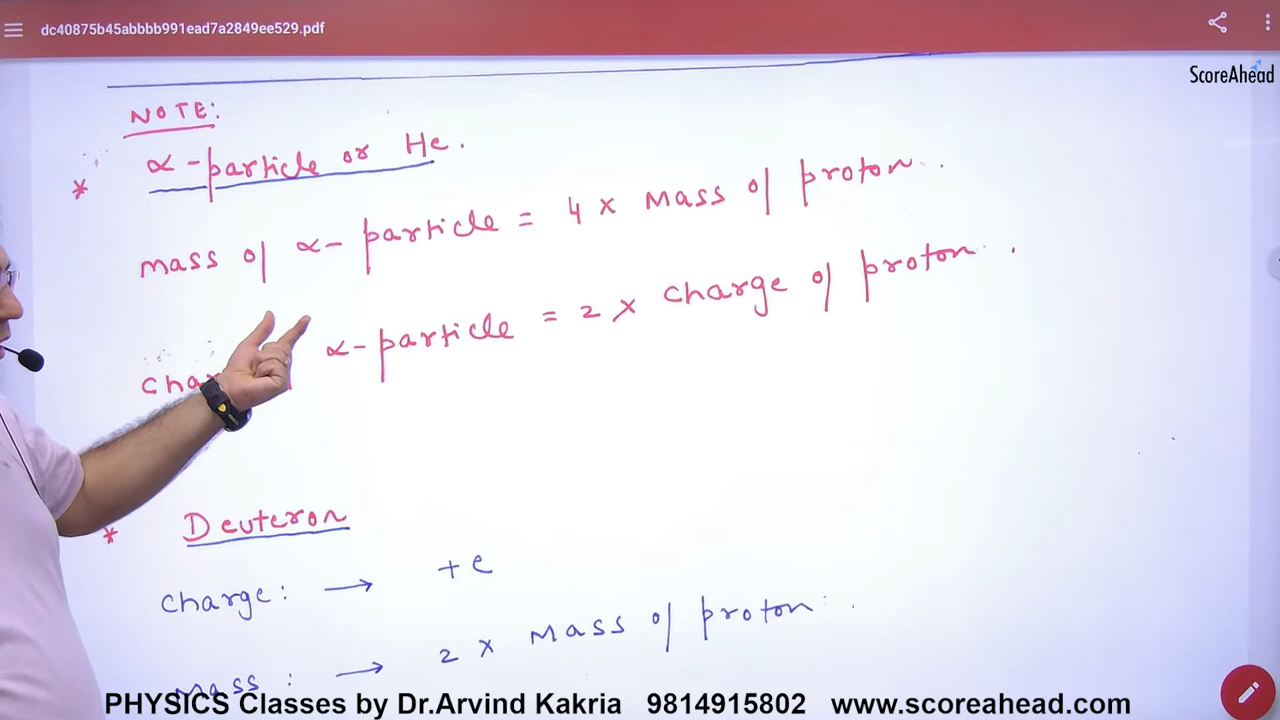 dc40875b45abbbb991ead7a2849ee529.pdf
ScoreAhead
NOTE:
* α-particle or He.
mass of α-particle = 4 x Mass of proton.
α-particle = 2 x Charge of proton.
* Deuteron
Charge: → +e
Mass: → 2 x Mass of proton.
PHYSICS Classes by Dr.Arvind Kakria 9814915802 www.scoreahead.com